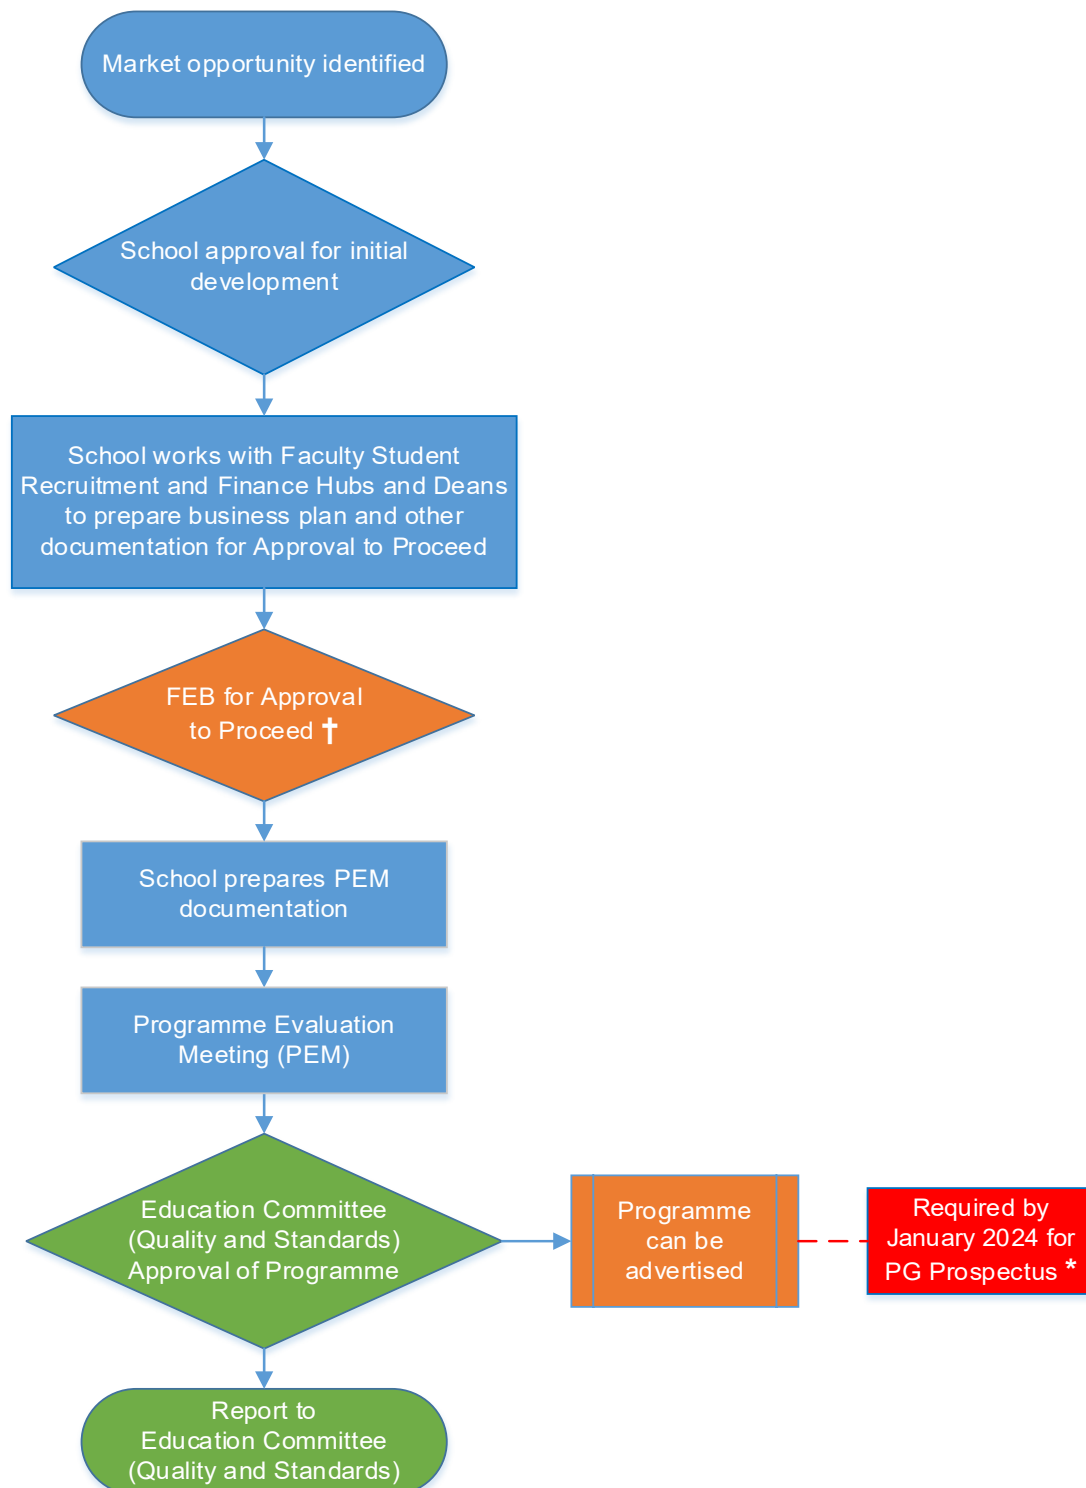 Market opportunity identified
School approval for initial
development
School works with Faculty Student
Recruitment and Finance Hubs and Deans
to prepare business plan and other
documentation for Approval to Proceed
FEB for Approval
to Proceed †
School prepares PEM
documentation
Programme Evaluation
Meeting (PEM)
Education Committee
(Quality and Standards)
Approval of Programme
Programme
can be
advertised
Required by
January 2024 for
PG Prospectus *
Report to
Education Committee
(Quality and Standards)